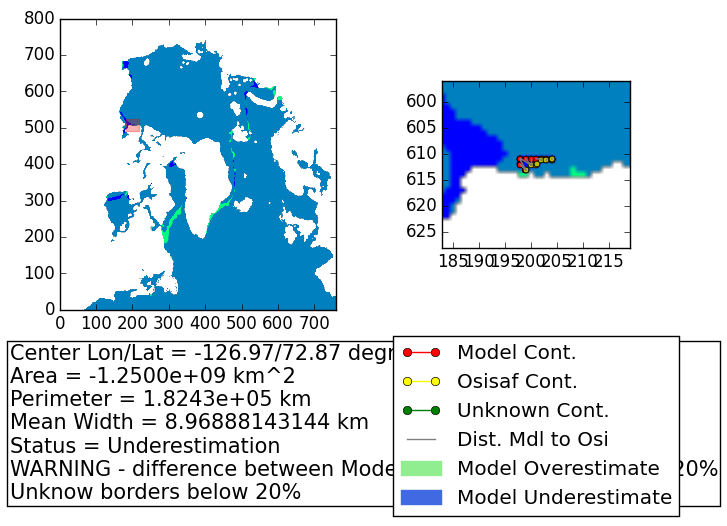 800
700
600
500
400
300
200
100
0
0 100 200 300 400 500 600 700
600
605
610
615
620
625
185 190 195 200 205 210 215
Center Lon/Lat = -126.97/72.87 degr
Area = -1.2500e+09 km^2
Perimeter = 1.8243e+05 km
Mean Width = 8.96888143144 km
Status = Underestimation
WARNING - difference between Mode 20%
Unknow borders below 20%
Model Cont.
Osisaf Cont.
Unknown Cont.
Dist. Mdl to Osi
Model Overestimate
Model Underestimate